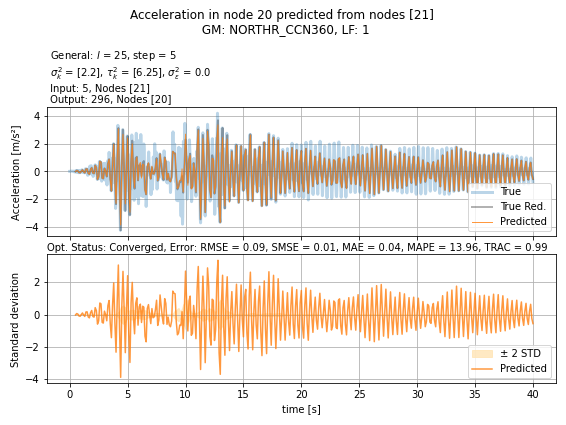 Acceleration in node 20 predicted from nodes [21]
GM: NORTHR_CCN360, LF: 1
General: l = 25, step = 5
σ²ₖ = [2.2], τ²ₖ = [6.25], σ²ε = 0.0
Input: 5, Nodes [21]
Output: 296, Nodes [20]
Acceleration [m/s²]
4
2
0
−2
−4
True
True Red.
Predicted
Opt. Status: Converged, Error: RMSE = 0.09, SMSE = 0.01, MAE = 0.04, MAPE = 13.96, TRAC = 0.99
Standard deviation
2
0
−2
−4
± 2 STD
Predicted
0 5 10 15 20 25 30 35 40
time [s]